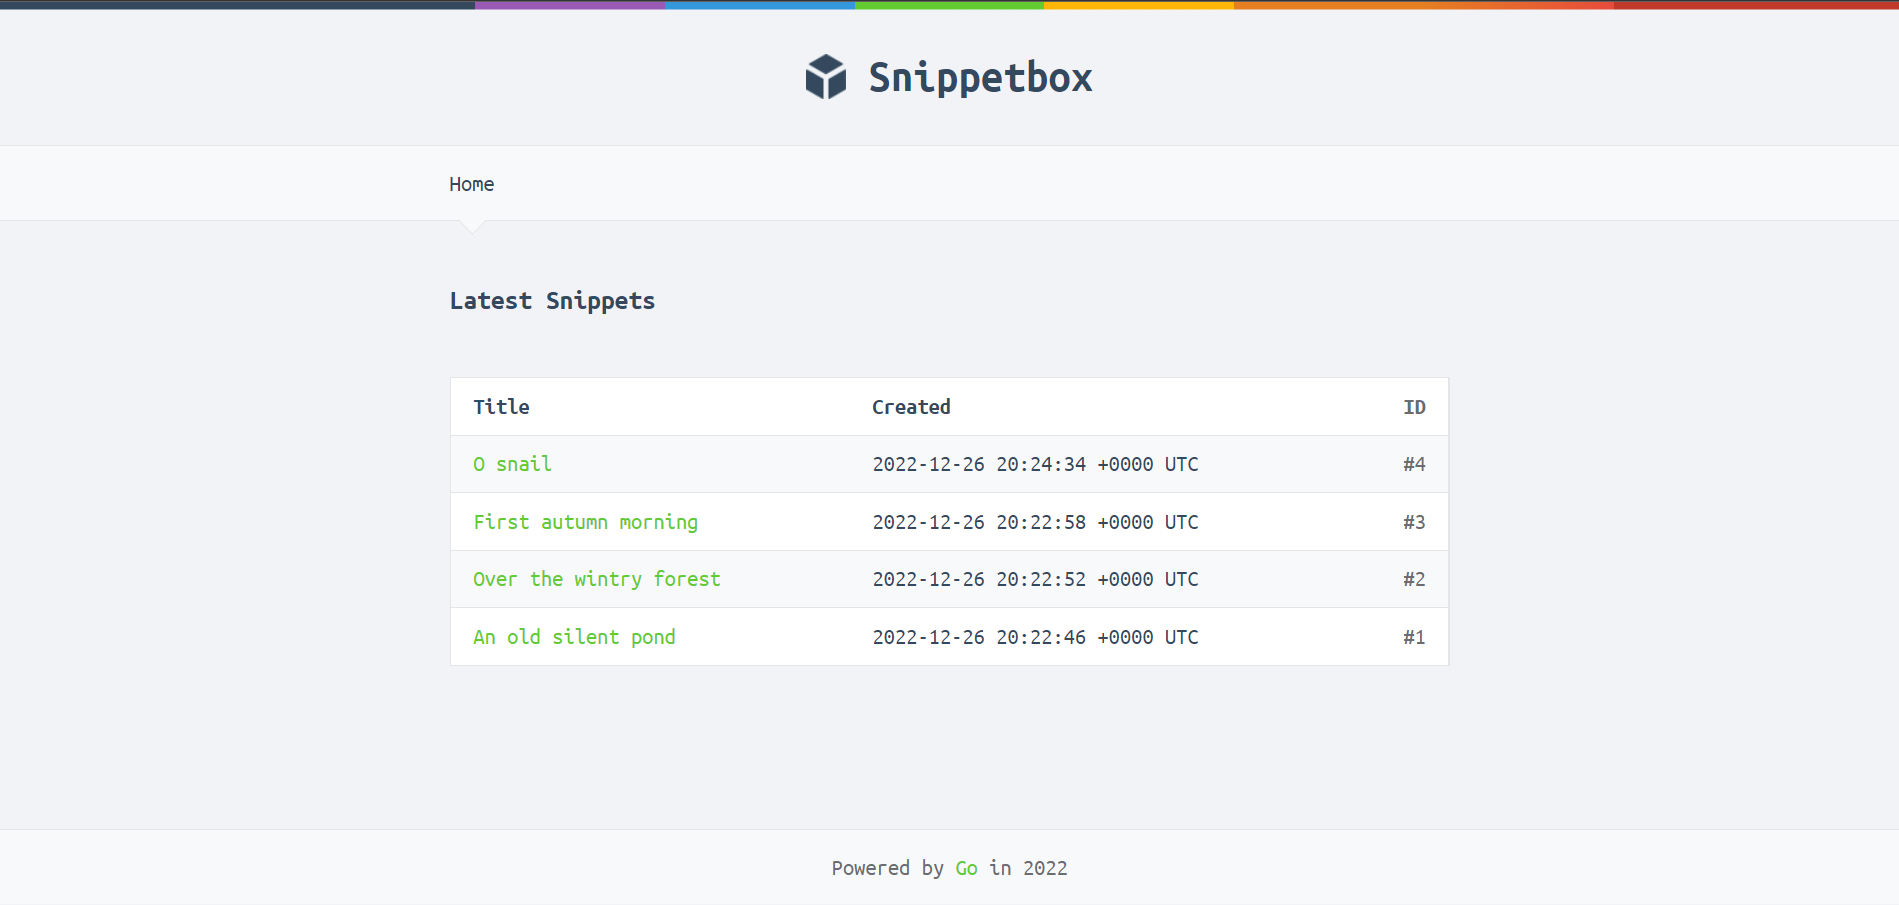 Snippetbox
Home
Latest Snippets
Title Created ID
O snail 2022-12-26 20:24:34 +0000 UTC #4
First autumn morning 2022-12-26 20:22:58 +0000 UTC #3
Over the wintry forest 2022-12-26 20:22:52 +0000 UTC #2
An old silent pond 2022-12-26 20:22:46 +0000 UTC #1
Powered by Go in 2022